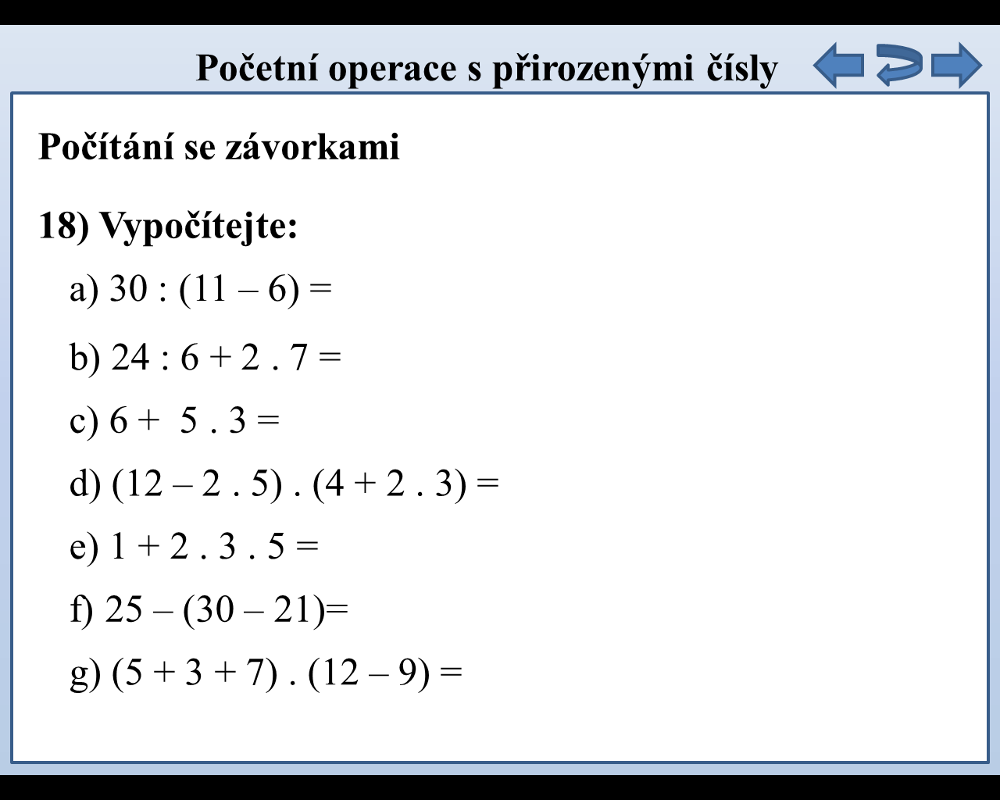 Početní operace s přirozenými čísly
Počítání se závorkami
18) Vypočítejte:
a) 30 : (11 – 6) =
b) 24 : 6 + 2 . 7 =
c) 6 +  5 . 3 =
d) (12 – 2 . 5) . (4 + 2 . 3) =
e) 1 + 2 . 3 . 5 =
f) 25 – (30 – 21)=
g) (5 + 3 + 7) . (12 – 9) =